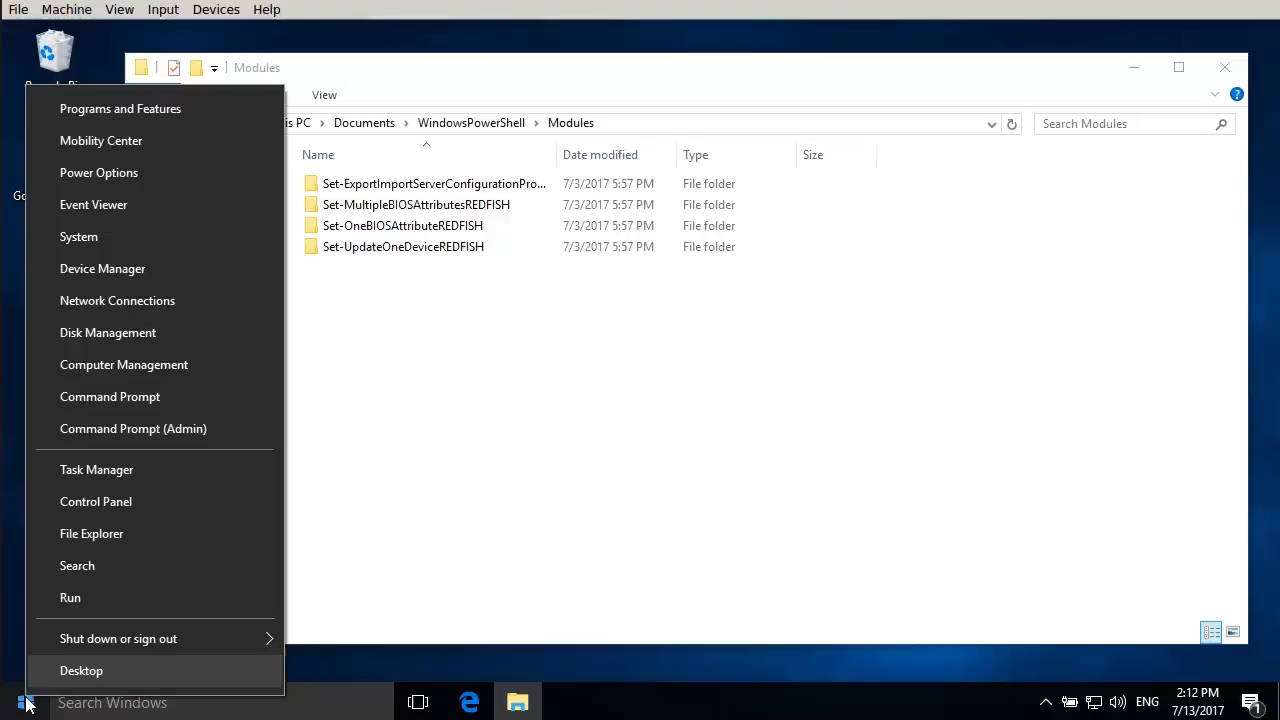 File Machine View Input Devices Help
Modules
View
is PC > Documents > WindowsPowerShell > Modules
Search Modules
Name Date modified Type Size
Set-ExportImportServerConfigurationPro... 7/3/2017 5:57 PM File folder
Set-MultipleBIOSAttributesREDFISH 7/3/2017 5:57 PM File folder
Set-OneBIOSAttributeREDFISH 7/3/2017 5:57 PM File folder
Set-UpdateOneDeviceREDFISH 7/3/2017 5:57 PM File folder
Programs and Features
Mobility Center
Power Options
Event Viewer
System
Device Manager
Network Connections
Disk Management
Computer Management
Command Prompt
Command Prompt (Admin)
Task Manager
Control Panel
File Explorer
Search
Run
Shut down or sign out
Desktop
Search Windows
ENG
2:12 PM
7/13/2017
1